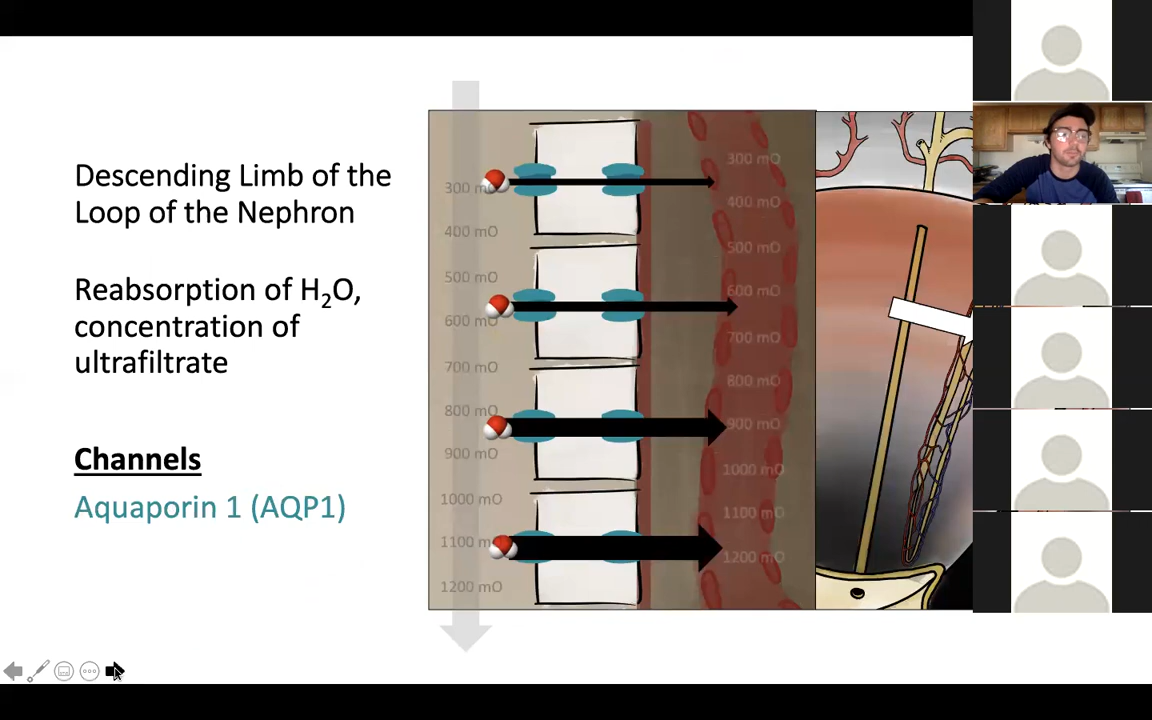 Descending Limb of the
Loop of the Nephron
Reabsorption of H₂O,
concentration of
ultrafiltrate
Channels
Aquaporin 1 (AQP1)
300 mO
400 mO
500 mO
600 mO
700 mO
800 mO
900 mO
1000 mO
1100 mO
1200 mO
300 mO
400 mO
500 mO
600 mO
700 mO
800 mO
900 mO
1000 mO
1100 mO
1200 mO